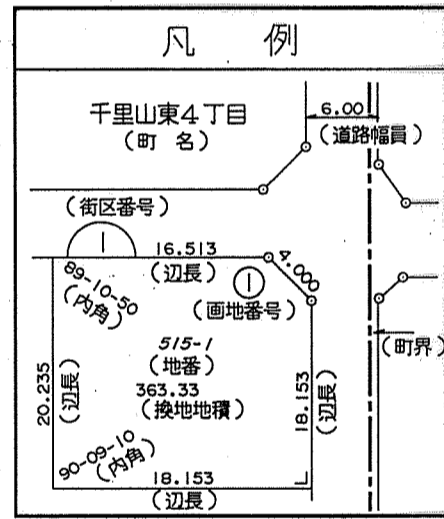 凡 例
千里山東4丁目
(町 名)
6.00
(道路幅員)
(街区番号)
1
16.513
(辺長)
4.000
89-10-50
(内角)
1
(画地番号)
(町界)
515-1
(地番)
20.235
(辺長)
363.33
(換地地積)
18.153
(辺長)
90-09-10
(内角)
18.153
(辺長)